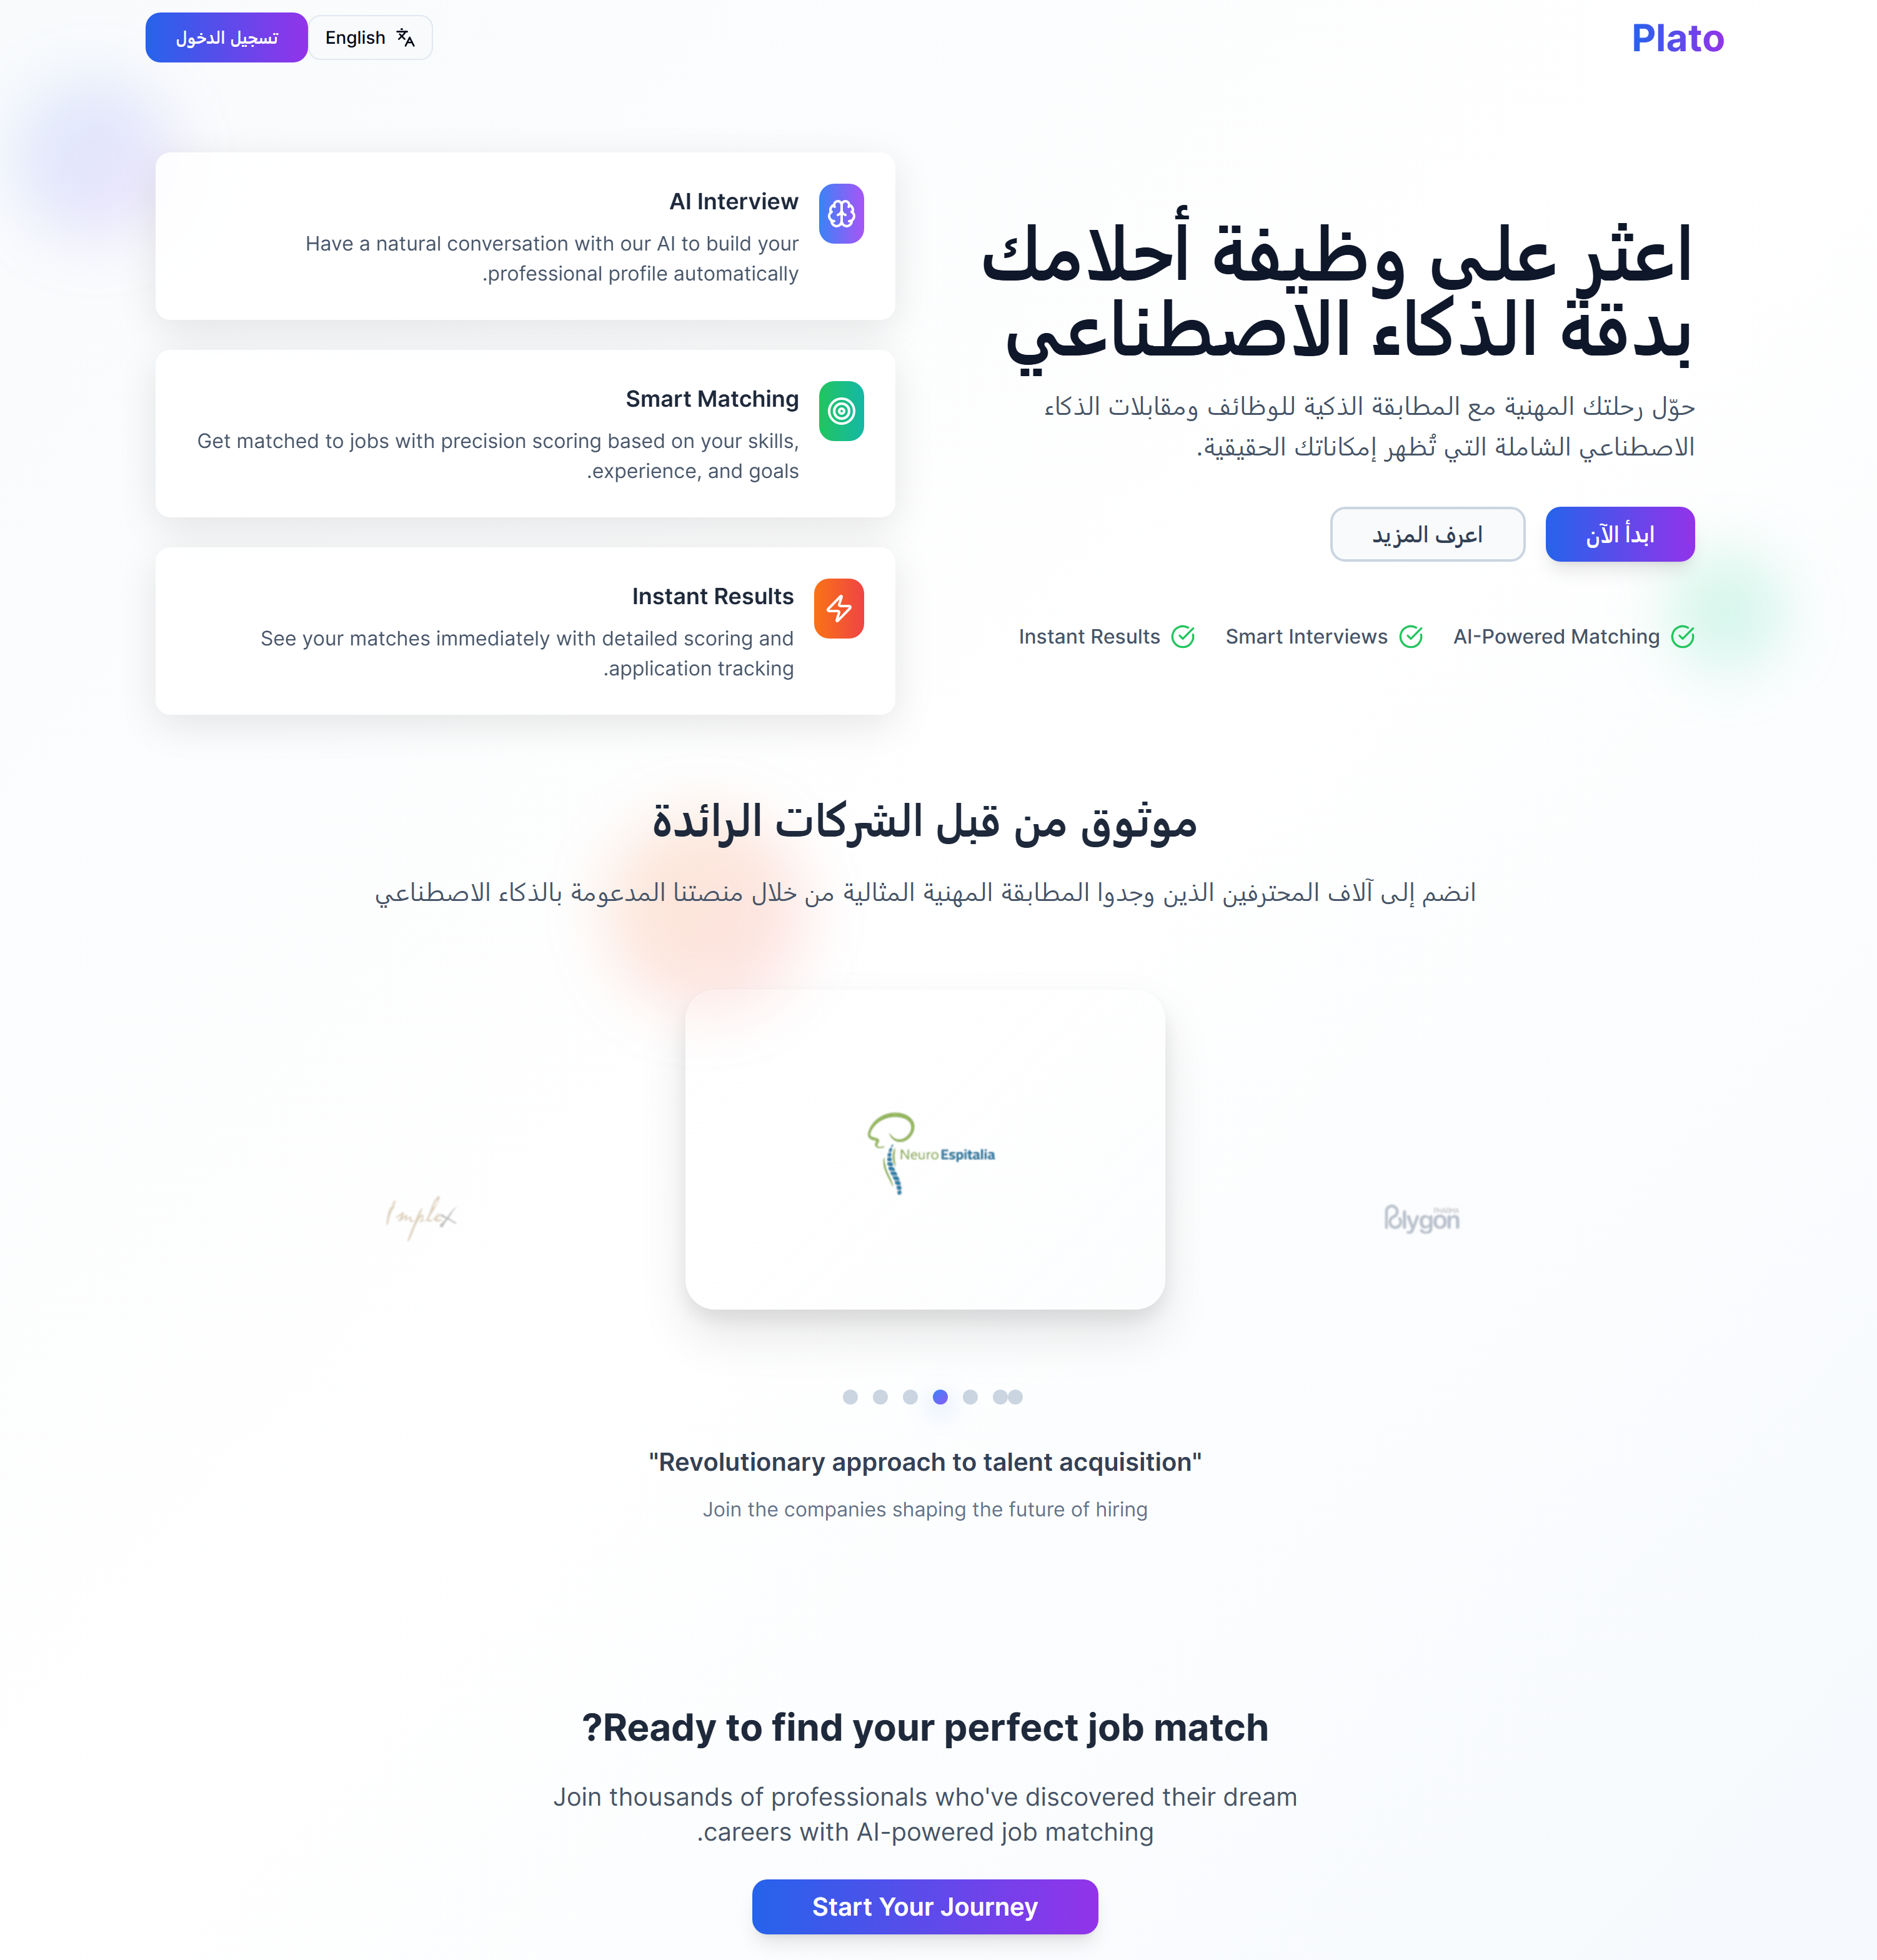 Plato
English
تسجيل الدخول
اعثر على وظيفة أحلامك
بدقة الذكاء الاصطناعي
حوّل رحلتك المهنية مع المطابقة الذكية للوظائف ومقابلات الذكاء
الاصطناعي الشاملة التي تُظهر إمكاناتك الحقيقية.
ابدأ الآن
اعرف المزيد
AI-Powered Matching
Smart Interviews
Instant Results
AI Interview
Have a natural conversation with our AI to build your
.professional profile automatically
Smart Matching
Get matched to jobs with precision scoring based on your skills,
.experience, and goals
Instant Results
See your matches immediately with detailed scoring and
.application tracking
موثوق من قبل الشركات الرائدة
انضم إلى آلاف المحترفين الذين وجدوا المطابقة المهنية المثالية من خلال منصتنا المدعومة بالذكاء الاصطناعي
Polygon
PHARMA
NeuroEspitalia
Implex
"Revolutionary approach to talent acquisition"
Join the companies shaping the future of hiring
?Ready to find your perfect job match
Join thousands of professionals who've discovered their dream
.careers with AI-powered job matching
Start Your Journey